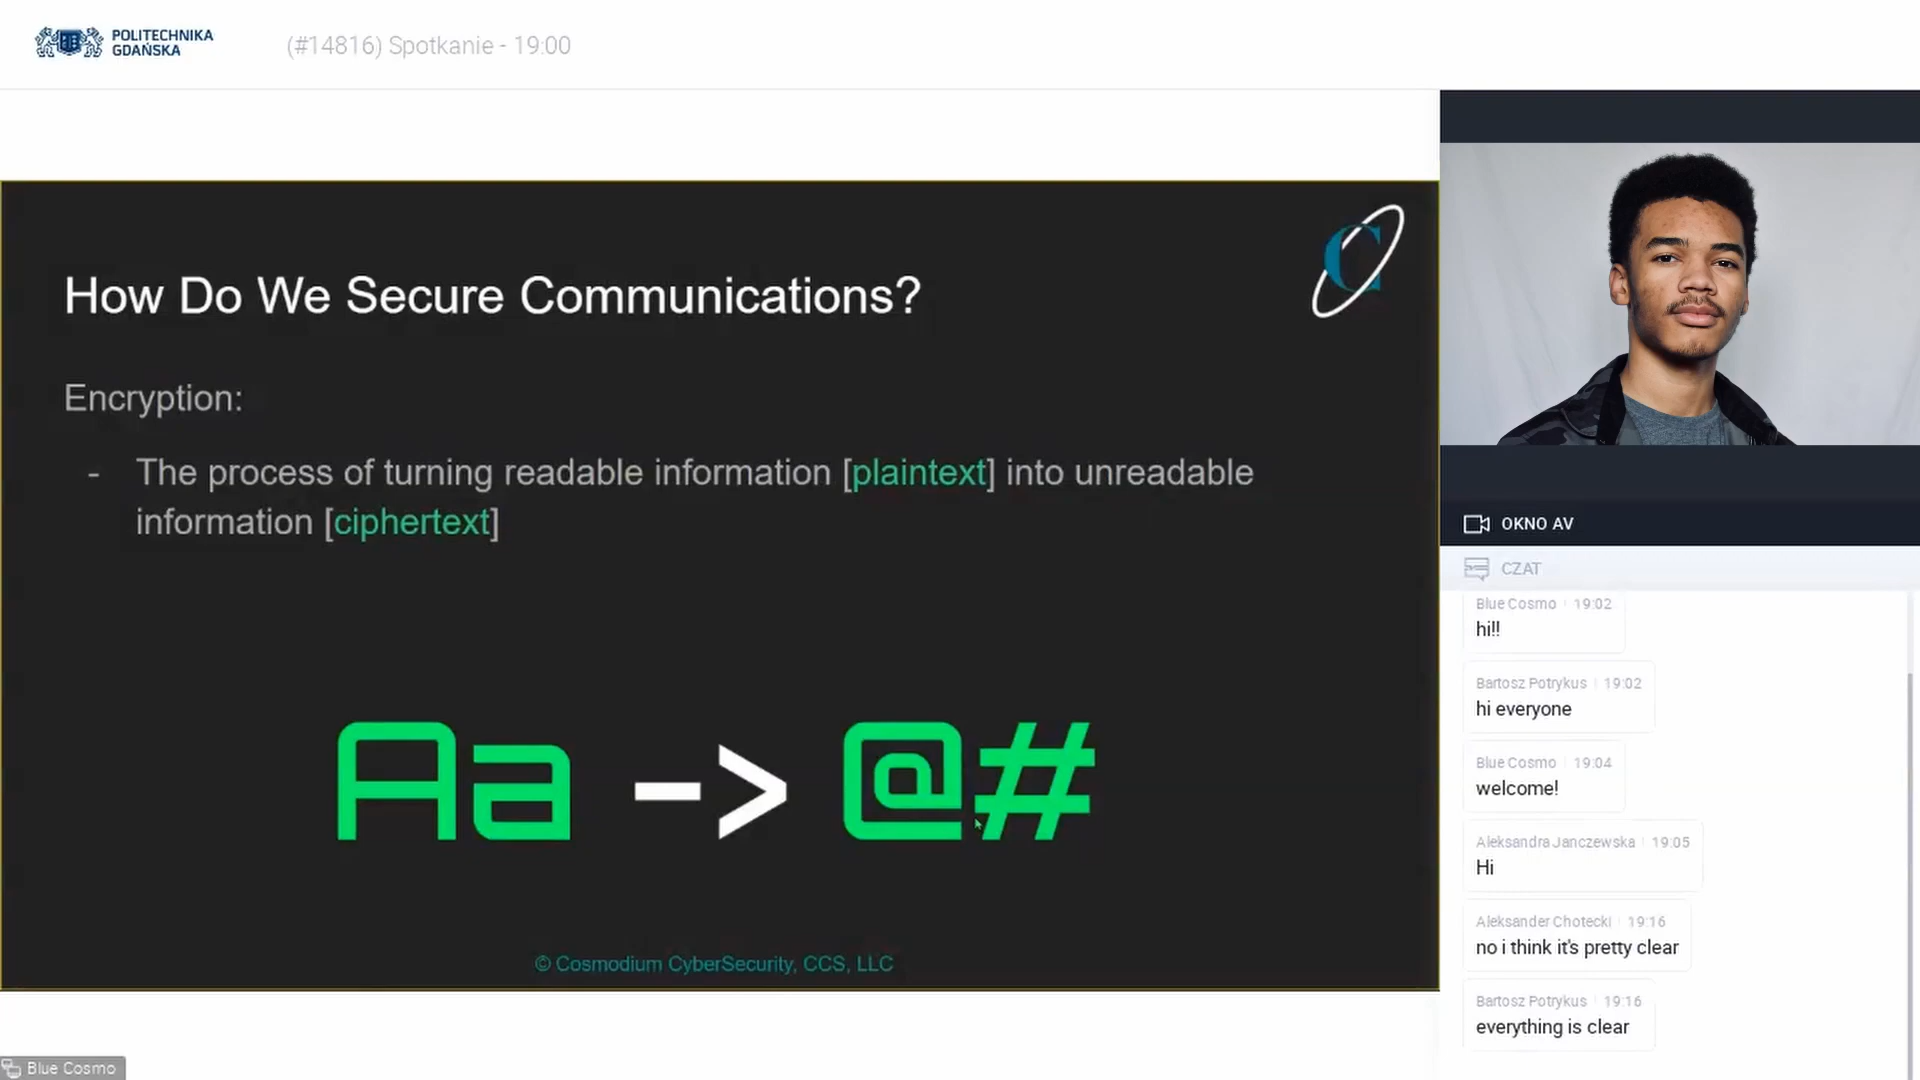 POLITECHNIKA
GDAŃSKA
(#14816) Spotkanie - 19:00
How Do We Secure Communications?
C
Encryption:
- The process of turning readable information [plaintext] into unreadable
information [ciphertext]
Aa -> @#
© Cosmodium CyberSecurity, CCS, LLC
Blue Cosmo
OKNO AV
CZAT
Blue Cosmo 19:02
hi!!
Bartosz Potrykus 19:02
hi everyone
Blue Cosmo 19:04
welcome!
Aleksandra Janczewska 19:05
Hi
Aleksander Chotecki 19:16
no i think it's pretty clear
Bartosz Potrykus 19:16
everything is clear